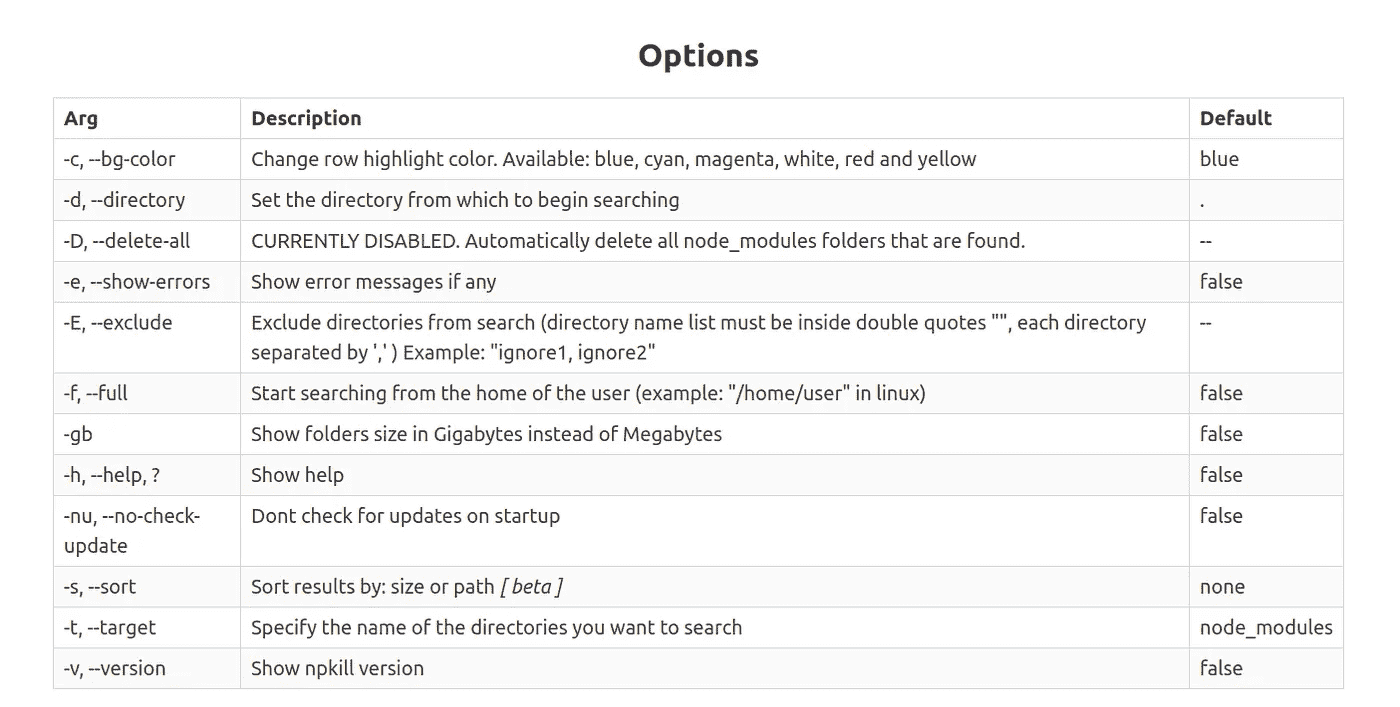 Options
Arg Description Default
-c, --bg-color Change row highlight color. Available: blue, cyan, magenta, white, red and yellow blue
-d, --directory Set the directory from which to begin searching .
-D, --delete-all CURRENTLY DISABLED. Automatically delete all node_modules folders that are found. --
-e, --show-errors Show error messages if any false
-E, --exclude Exclude directories from search (directory name list must be inside double quotes "", each directory --
separated by ',' ) Example: "ignore1, ignore2"
-f, --full Start searching from the home of the user (example: "/home/user" in linux) false
-gb Show folders size in Gigabytes instead of Megabytes false
-h, --help, ? Show help false
-nu, --no-check- Dont check for updates on startup false
update
-s, --sort Sort results by: size or path [ beta ] none
-t, --target Specify the name of the directories you want to search node_modules
-v, --version Show npkill version false